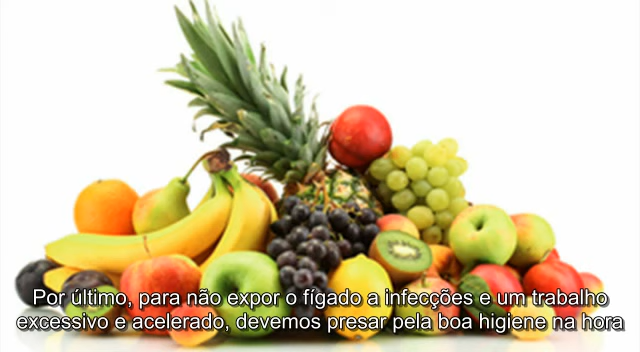 Por último, para não expor o fígado a infecções e um trabalho
excessivo e acelerado, devemos presar pela boa higiene na hora